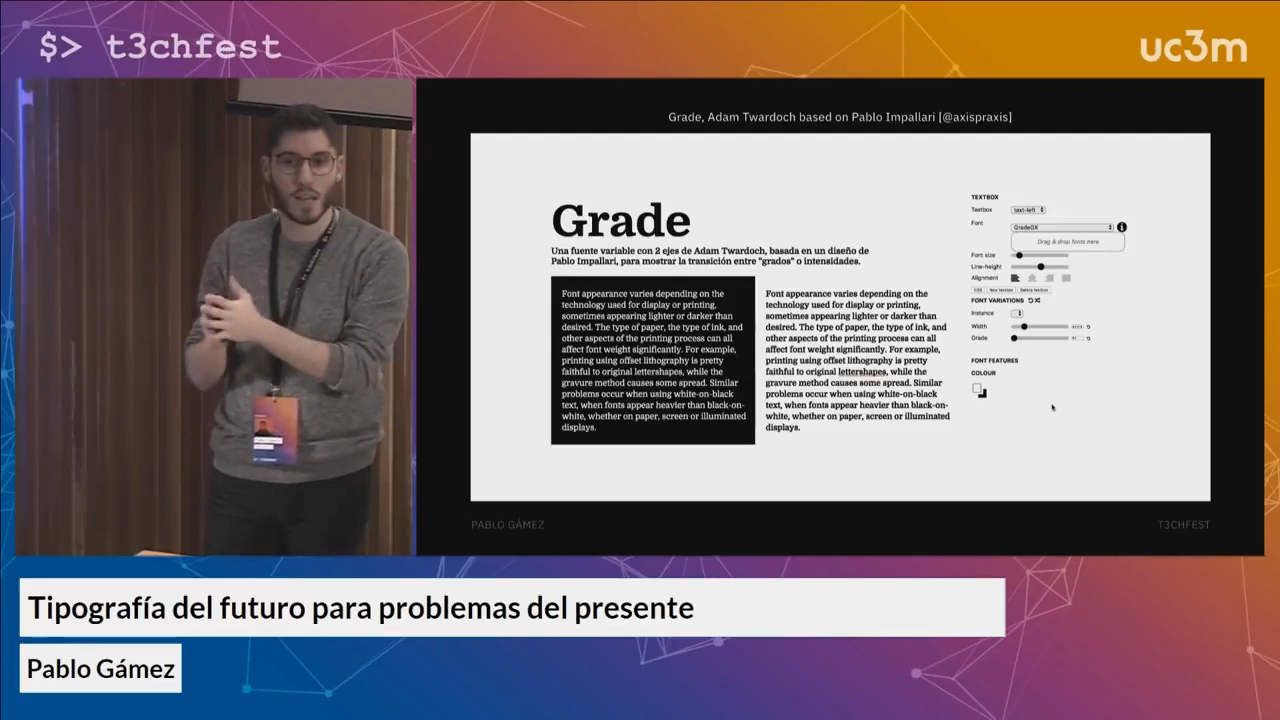 $> t3chfest
uc3m
Grade, Adam Twardoch based on Pablo Impallari [@axispraxis]
Grade
Una fuente variable con 2 ejes de Adam Twardoch, basada en un diseño de
Pablo Impallari, para mostrar la transición entre "grados" o intensidades.
Font appearance varies depending on the
technology used for display or printing,
sometimes appearing lighter or darker than
desired. The type of paper, the type of ink, and
other aspects of the printing process can all
affect font weight significantly. For example,
printing using offset lithography is pretty
faithful to original lettershapes, while the
gravure method causes some spread. Similar
problems occur when using white-on-black
text, when fonts appear heavier than black-on-
white, whether on paper, screen or illuminated
displays.
Font appearance varies depending on the
technology used for display or printing,
sometimes appearing lighter or darker than
desired. The type of paper, the type of ink, and
other aspects of the printing process can all
affect font weight significantly. For example,
printing using offset lithography is pretty
faithful to original lettershapes, while the
gravure method causes some spread. Similar
problems occur when using white-on-black
text, when fonts appear heavier than black-on-
white, whether on paper, screen or illuminated
displays.
TEXTBOX
Textbox text-left
Font
GradeGX
Drag & drop fonts here
Font size
Line-height
Alignment
CSS New textbox Delete textbox
FONT VARIATIONS
Instance
Width
Grade
FONT FEATURES
COLOUR
PABLO GÁMEZ
T3CHFEST
Tipografía del futuro para problemas del presente
Pablo Gámez